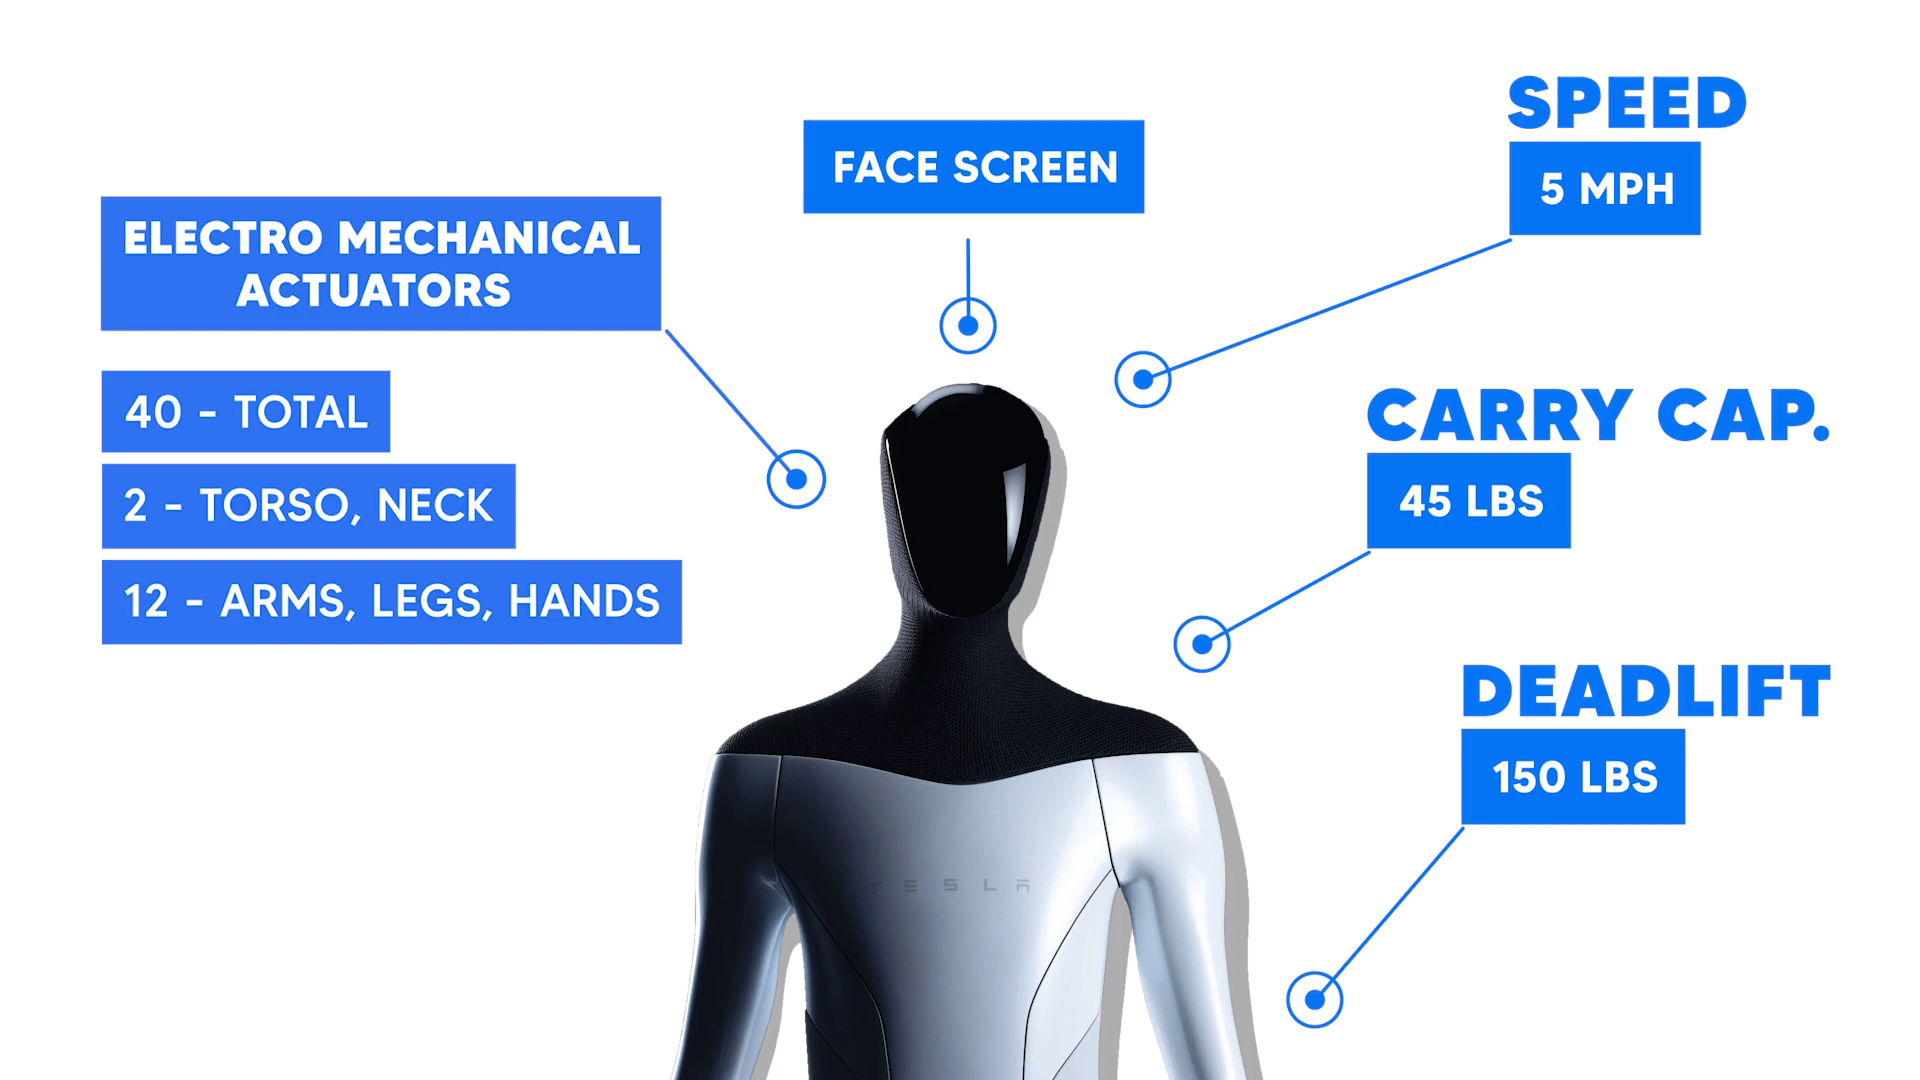 FACE SCREEN
ELECTRO MECHANICAL
ACTUATORS
40 - TOTAL
2 - TORSO, NECK
12 - ARMS, LEGS, HANDS
SPEED
5 MPH
CARRY CAP.
45 LBS
DEADLIFT
150 LBS
TESLA